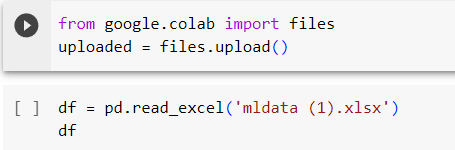 from google.colab import files
uploaded = files.upload()
[ ] df = pd.read_excel('mldata (1).xlsx')
df